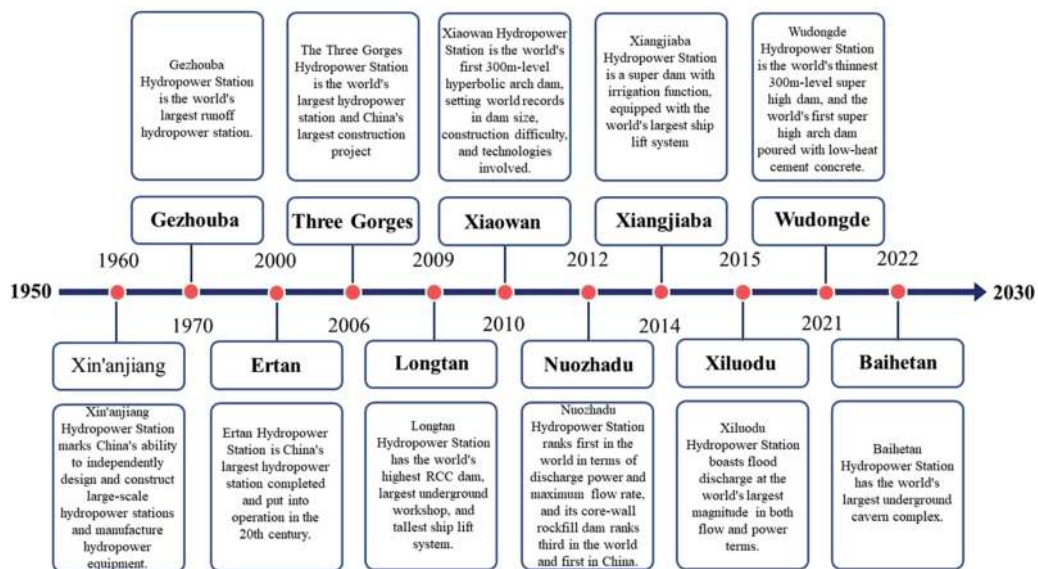 Gezhouba
Hydropower Station
is the world's
largest runoff
hydropower station.
The Three Gorges
Hydropower Station
is the world's
largest hydropower
station and China's
largest construction
project
Xiaowan Hydropower
Station is the world's
first 300m-level
hyperbolic arch dam,
setting world records
in dam size,
construction difficulty,
and technologies
involved.
Xiangjiaba
Hydropower Station
is a super dam with
irrigation function,
equipped with the
world's largest ship
lift system
Wudongde
Hydropower Station
is the world's thinnest
300m-level super
high dam, and the
world's first super
high arch dam
poured with low-heat
cement concrete.
Gezhouba
Three Gorges
Xiaowan
Xiangjiaba
Wudongde
1960
2000
2009
2012
2015
2022
1950
2030
1970
2006
2010
2014
2021
Xin'anjiang
Ertan
Longtan
Nuozhadu
Xiluodu
Baihetan
Xin'anjiang
Hydropower Station
marks China's ability
to independently
design and construct
large-scale
hydropower stations
and manufacture
hydropower
equipment.
Ertan Hydropower
Station is China's
largest hydropower
station completed
and put into
operation in the
20th century.
Longtan
Hydropower Station
has the world's
highest RCC dam,
largest underground
workshop, and
tallest ship lift
system.
Nuozhadu
Hydropower Station
ranks first in the
world in terms of
discharge power and
maximum flow rate,
and its core-wall
rockfill dam ranks
third in the world
and first in China.
Xiluodu
Hydropower Station
boasts flood
discharge at the
world's largest
magnitude in both
flow and power
terms.
Baihetan
Hydropower Station
has the world's
largest underground
cavern complex.